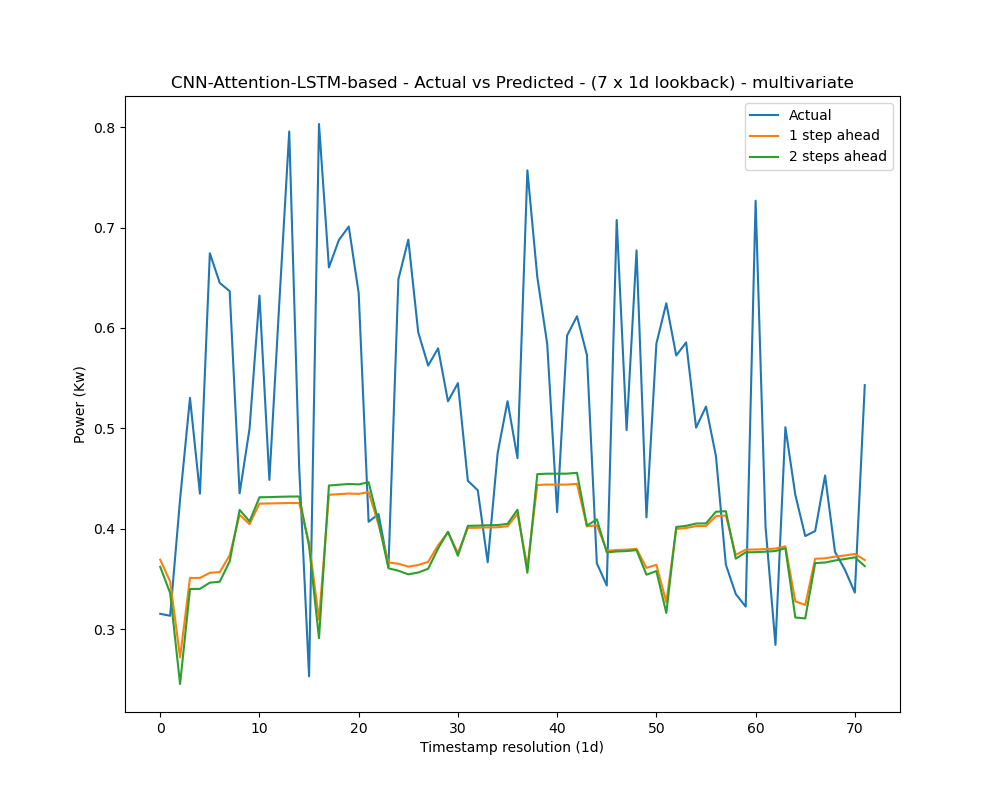 CNN-Attention-LSTM-based - Actual vs Predicted - (7 x 1d lookback) - multivariate
Actual
1 step ahead
2 steps ahead
Power (Kw)
0.8
0.7
0.6
0.5
0.4
0.3
0 10 20 30 40 50 60 70
Timestamp resolution (1d)